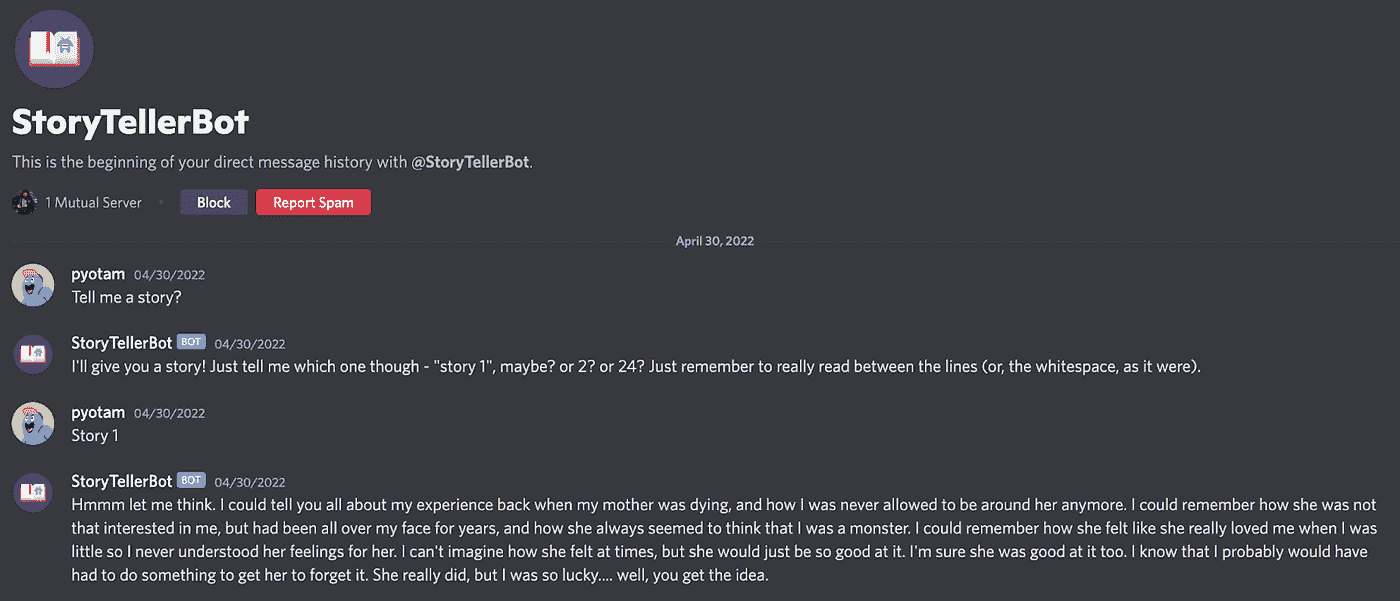 StoryTellerBot
This is the beginning of your direct message history with @StoryTellerBot.
1 Mutual Server • Block Report Spam
April 30, 2022
pyotam 04/30/2022
Tell me a story?
StoryTellerBot BOT 04/30/2022
I'll give you a story! Just tell me which one though - "story 1", maybe? or 2? or 24? Just remember to really read between the lines (or, the whitespace, as it were).
pyotam 04/30/2022
Story 1
StoryTellerBot BOT 04/30/2022
Hmmm let me think. I could tell you all about my experience back when my mother was dying, and how I was never allowed to be around her anymore. I could remember how she was not
that interested in me, but had been all over my face for years, and how she always seemed to think that I was a monster. I could remember how she felt like she really loved me when I was
little so I never understood her feelings for her. I can't imagine how she felt at times, but she would just be so good at it. I'm sure she was good at it too. I know that I probably would have
had to do something to get her to forget it. She really did, but I was so lucky.... well, you get the idea.